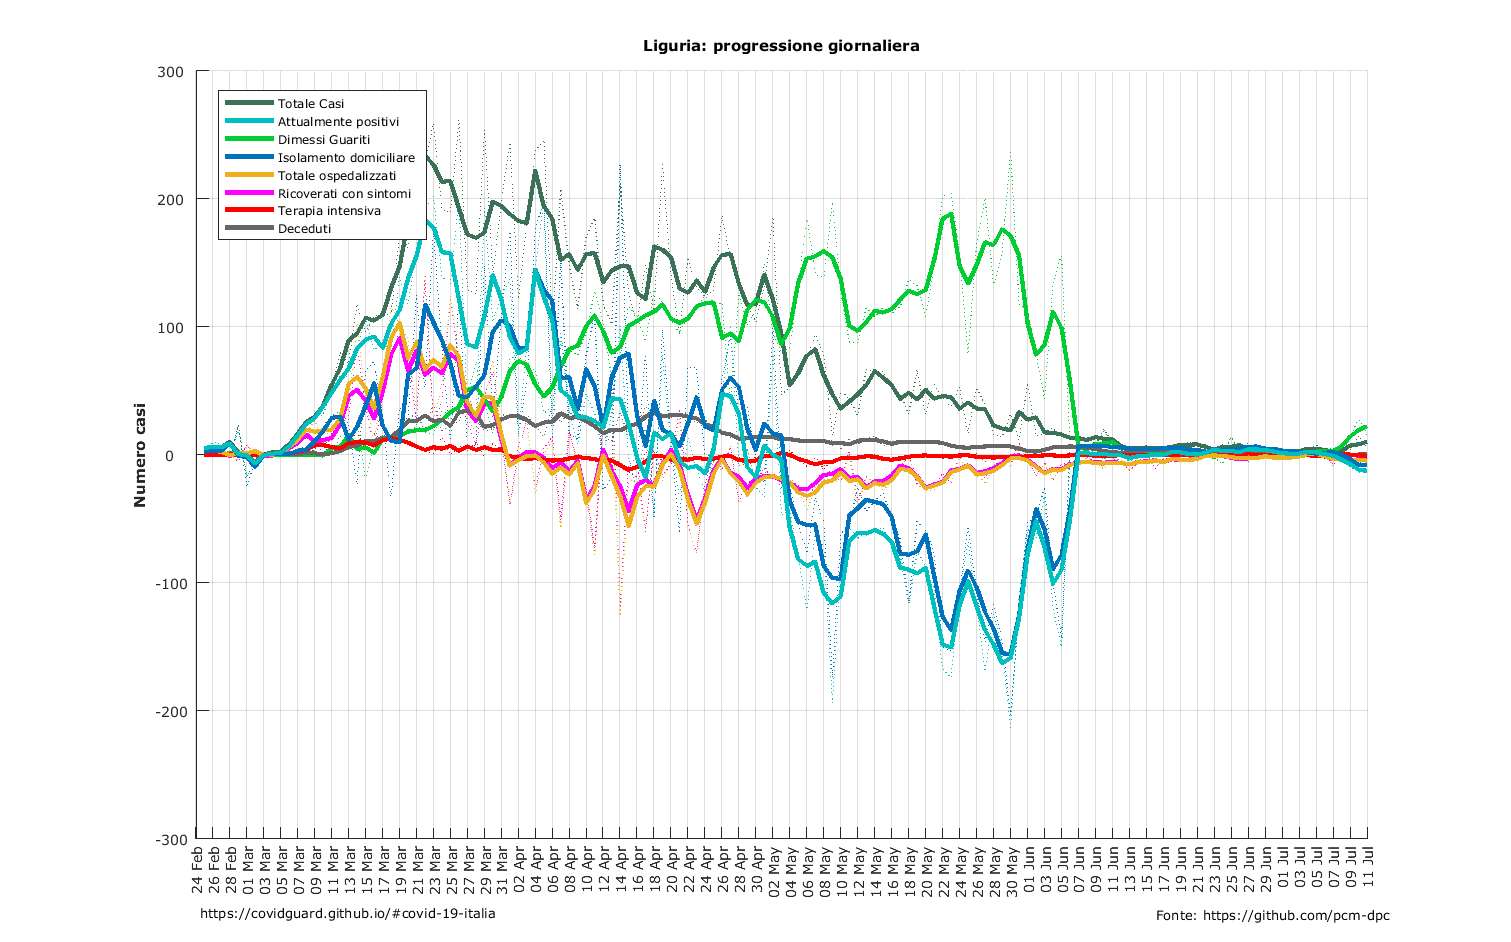 Liguria: progressione giornaliera
300
200
100
0
-100
-200
-300
Numero casi
Totale Casi
Attualmente positivi
Dimessi Guariti
Isolamento domiciliare
Totale ospedalizzati
Ricoverati con sintomi
Terapia intensiva
Deceduti
24 Feb
26 Feb
28 Feb
01 Mar
03 Mar
05 Mar
07 Mar
09 Mar
11 Mar
13 Mar
15 Mar
17 Mar
19 Mar
21 Mar
23 Mar
25 Mar
27 Mar
29 Mar
31 Mar
02 Apr
04 Apr
06 Apr
08 Apr
10 Apr
12 Apr
14 Apr
16 Apr
18 Apr
20 Apr
22 Apr
24 Apr
26 Apr
28 Apr
30 Apr
02 May
04 May
06 May
08 May
10 May
12 May
14 May
16 May
18 May
20 May
22 May
24 May
26 May
28 May
30 May
01 Jun
03 Jun
05 Jun
07 Jun
09 Jun
11 Jun
13 Jun
15 Jun
17 Jun
19 Jun
21 Jun
23 Jun
25 Jun
27 Jun
29 Jun
01 Jul
03 Jul
05 Jul
07 Jul
09 Jul
11 Jul
https://covidguard.github.io/#covid-19-italia
Fonte: https://github.com/pcm-dpc